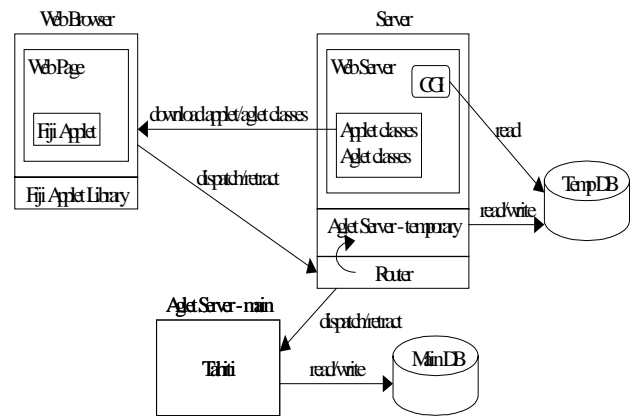 Web Browser
Server
Web Page
Web Server
CGI
download applet/aglet classes
Fiji Applet
Applet classes
Aglet classes
read
dispatch/retract
Temp DB
Fiji Applet Library
Aglet Server - temporary
read/write
Router
Aglet Server - main
dispatch/retract
Tahiti
read/write
Main DB